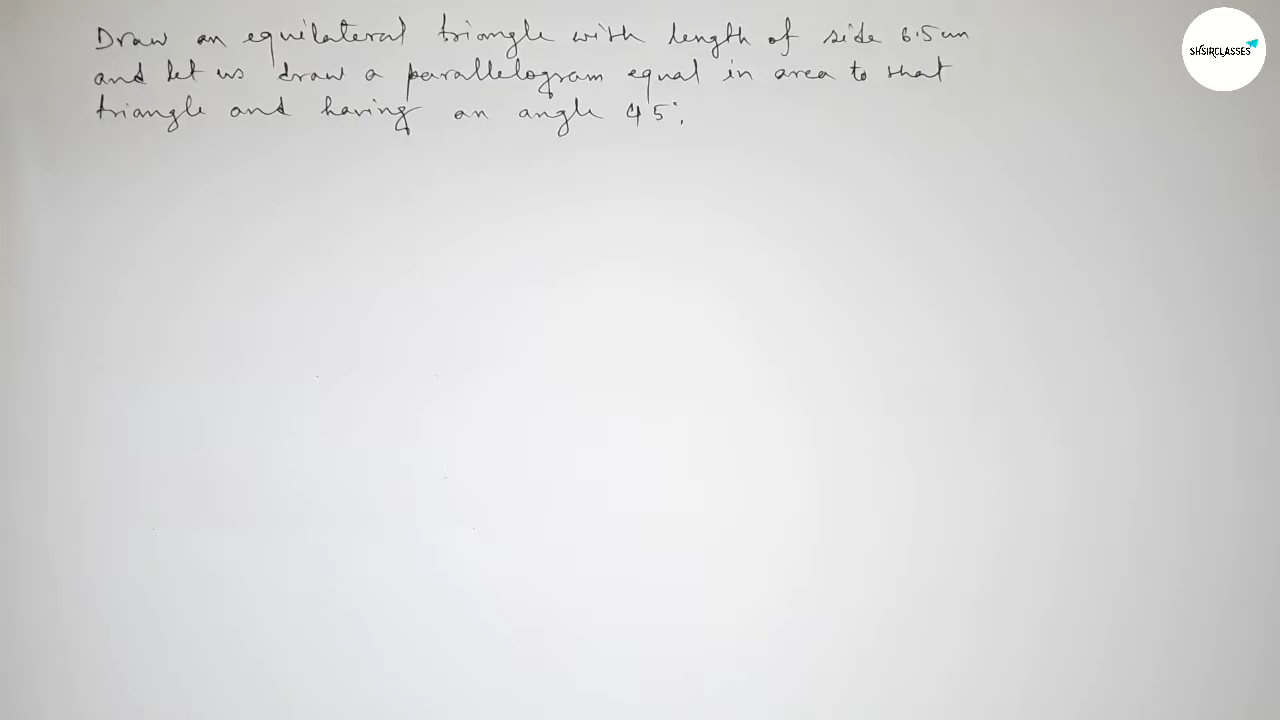 Draw an equilateral triangle with length of side 6.5 cm
and let us draw a parallelogram equal in area to that
triangle and having an angle 45°.
SHSIRCLASSES